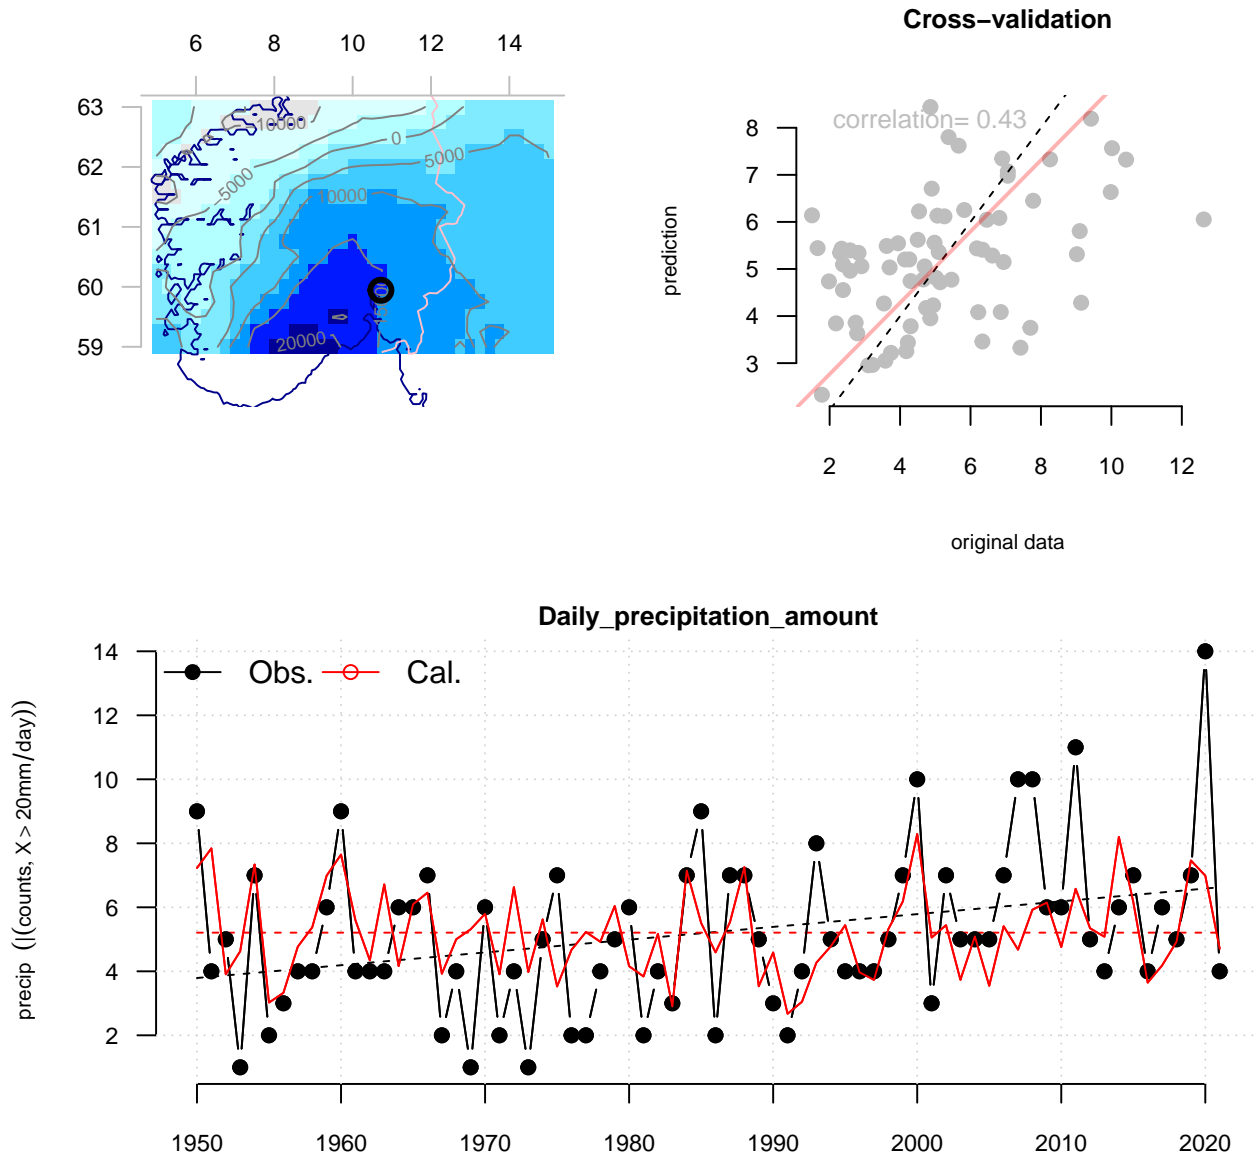 Cross−validation
6 8 10 12 14
63
62
61
60
59
−10000
0
5000
−5000
10000
20000
correlation= 0.43
8
7
6
5
4
3
prediction
2 4 6 8 10 12
original data
Daily_precipitation_amount
Obs. Cal.
14
12
10
8
6
4
2
precip (|(counts, X > 20mm/day))
1950 1960 1970 1980 1990 2000 2010 2020